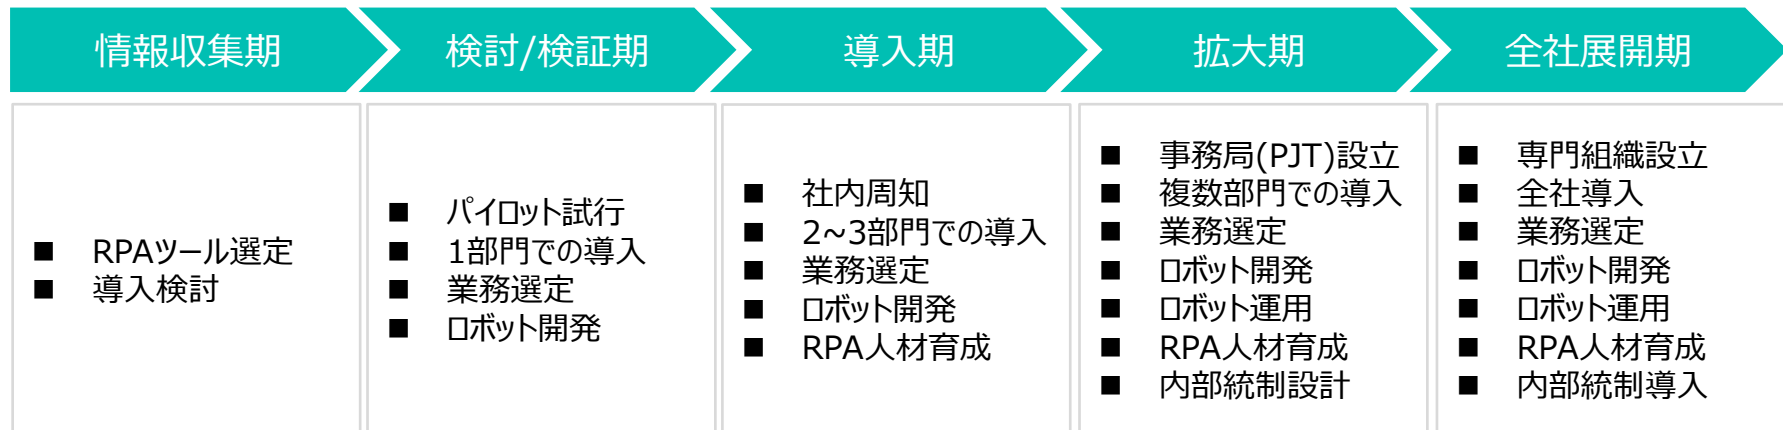 情報収集期
検討/検証期
導入期
拡大期
全社展開期
■ RPAツール選定
■ 導入検討
■ パイロット試行
■ 1部門での導入
■ 業務選定
■ ロボット開発
■ 社内周知
■ 2~3部門での導入
■ 業務選定
■ ロボット開発
■ RPA人材育成
■ 事務局(PJT)設立
■ 複数部門での導入
■ 業務選定
■ ロボット開発
■ ロボット運用
■ RPA人材育成
■ 内部統制設計
■ 専門組織設立
■ 全社導入
■ 業務選定
■ ロボット開発
■ ロボット運用
■ RPA人材育成
■ 内部統制導入